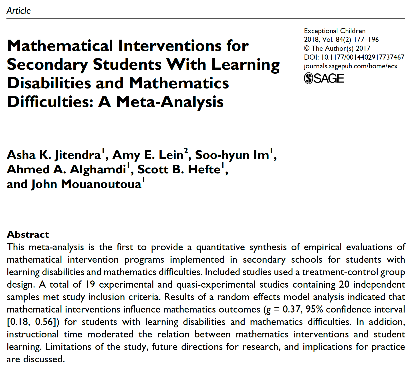 Article
Exceptional Children
2018, Vol. 84(2) 177–196
© The Author(s) 2017
DOI: 10.1177/0014402917737467
journals.sagepub.com/home/ecx
SAGE
Mathematical Interventions for
Secondary Students With Learning
Disabilities and Mathematics
Difficulties: A Meta-Analysis
Asha K. Jitendra1, Amy E. Lein2, Soo-hyun Im1,
Ahmed A. Alghamdi1, Scott B. Hefte1,
and John Mouanoutoua1
Abstract
This meta-analysis is the first to provide a quantitative synthesis of empirical evaluations of
mathematical intervention programs implemented in secondary schools for students with
learning disabilities and mathematics difficulties. Included studies used a treatment-control group
design. A total of 19 experimental and quasi-experimental studies containing 20 independent
samples met study inclusion criteria. Results of a random effects model analysis indicated that
mathematical interventions influence mathematics outcomes (g = 0.37, 95% confidence interval
[0.18, 0.56]) for students with learning disabilities and mathematics difficulties. In addition,
instructional time moderated the relation between mathematics interventions and student
learning. Limitations of the study, future directions for research, and implications for practice
are discussed.